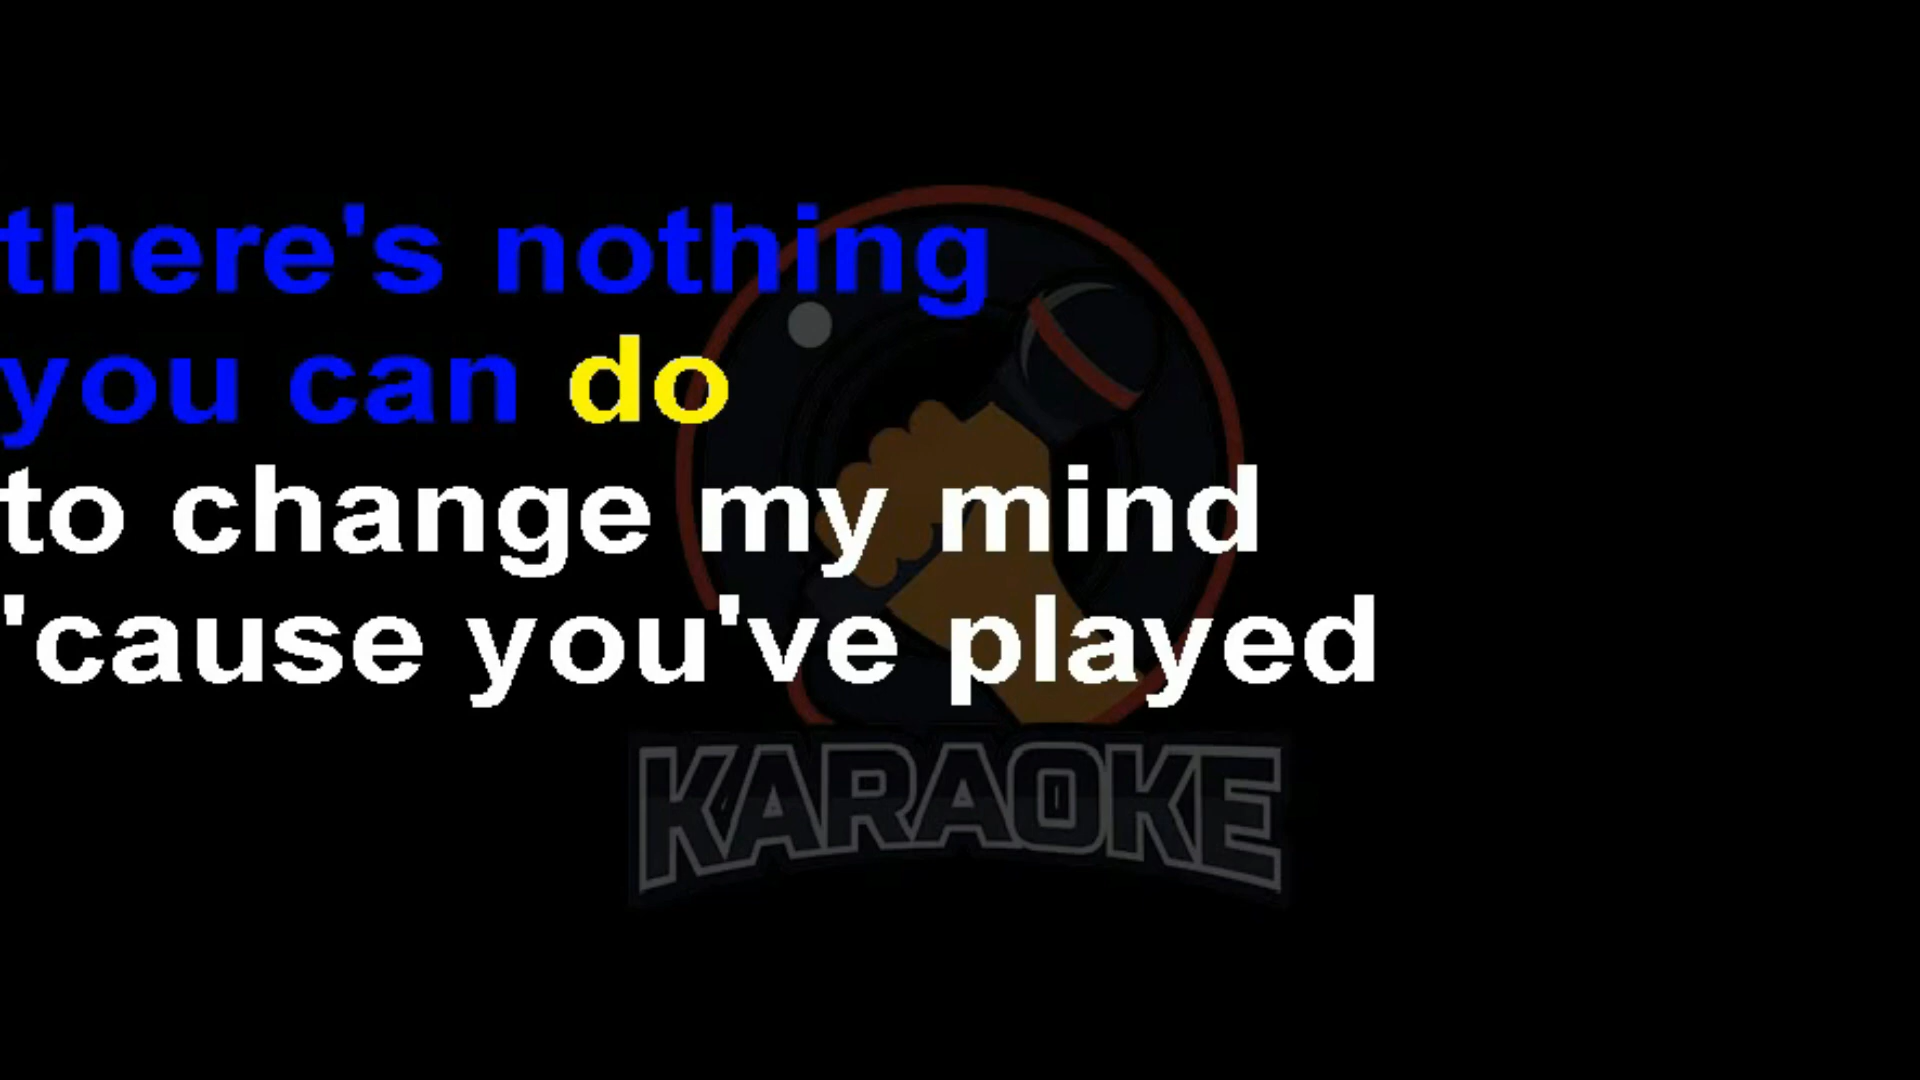 there's nothing
you can do
to change my mind
'cause you've played
KARAOKE